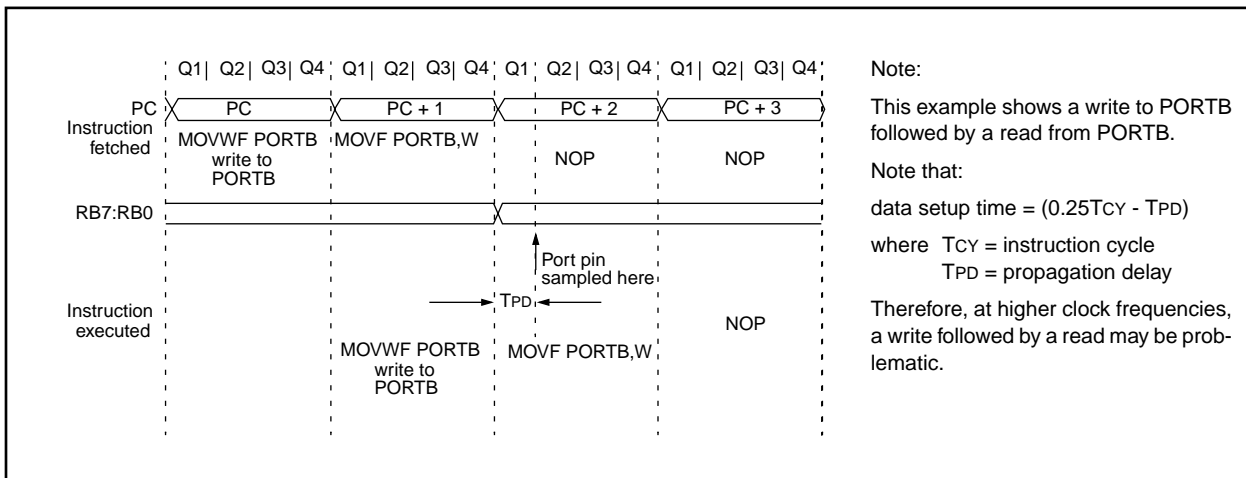 Q1| Q2| Q3| Q4 Q1| Q2| Q3| Q4 Q1 Q2| Q3| Q4 Q1| Q2| Q3| Q4
PC PC PC + 1 PC + 2 PC + 3
Instruction
fetched
MOVWF PORTB
write to
PORTB
MOVF PORTB,W
NOP
NOP
RB7:RB0
Port pin
sampled here
TPD
Instruction
executed
MOVWF PORTB
write to
PORTB
MOVF PORTB,W
NOP
Note:
This example shows a write to PORTB
followed by a read from PORTB.
Note that:
data setup time = (0.25TCY - TPD)
where TCY = instruction cycle
TPD = propagation delay
Therefore, at higher clock frequencies,
a write followed by a read may be prob-
lematic.